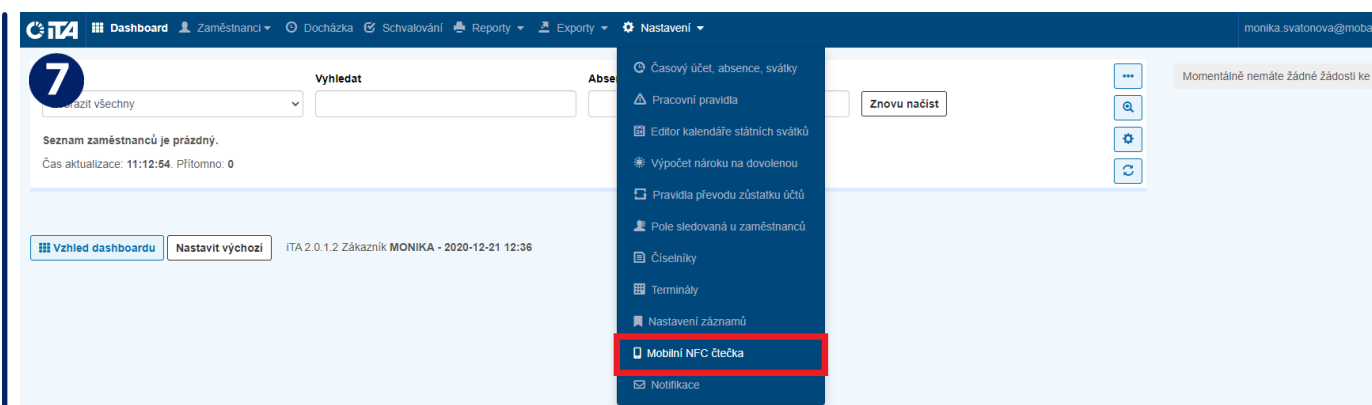 iTA Dashboard Zaměstnanci Docházka Schvalování Reporty Exporty Nastavení monika.svatonova@moba
7
Vyhledat
všechny
Znovu načíst
Seznam zaměstnanců je prázdný.
Čas aktualizace: 11:12:54. Přítomno: 0
Momentálně nemáte žádné žádosti ke
Vzhled dashboardu Nastavit výchozí iTA 2.0.1.2 Zákazník MONIKA - 2020-12-21 12:36
Časový účet, absence, svátky
Pracovní pravidla
Editor kalendáře státních svátků
Výpočet nároku na dovolenou
Pravidla převodu zůstatku účtů
Pole sledovaná u zaměstnanců
Číselníky
Terminály
Nastavení záznamů
Mobilní NFC čtečka
Notifikace